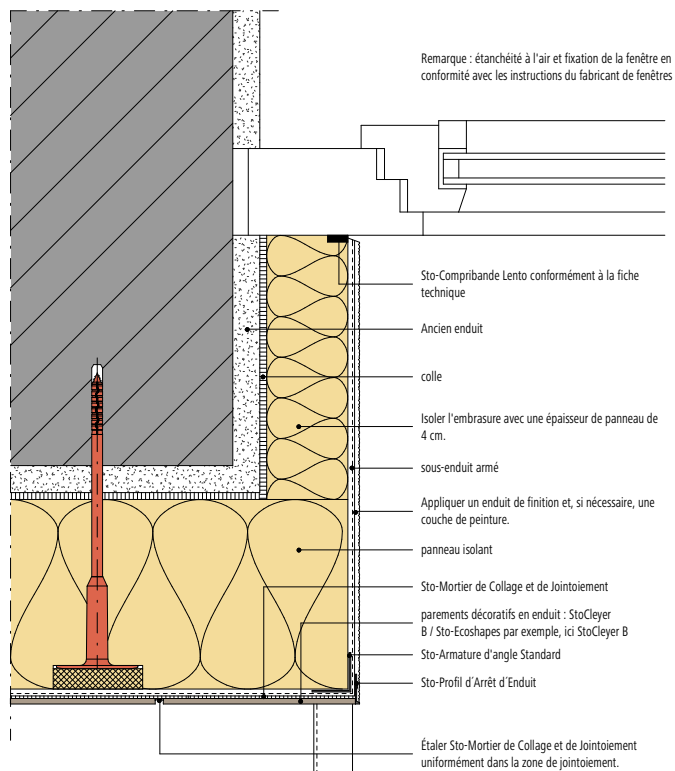 Remarque : étanchéité à l'air et fixation de la fenêtre en
conformité avec les instructions du fabricant de fenêtres
Sto-Compribande Lento conformément à la fiche
technique
Ancien enduit
colle
Isoler l'embrasure avec une épaisseur de panneau de
4 cm.
sous-enduit armé
Appliquer un enduit de finition et, si nécessaire, une
couche de peinture.
panneau isolant
Sto-Mortier de Collage et de Jointoiement
parements décoratifs en enduit : StoCleyer
B / Sto-Ecoshapes par exemple, ici StoCleyer B
Sto-Armature d'angle Standard
Sto-Profil d´Arrêt d´Enduit
Étaler Sto-Mortier de Collage et de Jointoiement
uniformément dans la zone de jointoiement.